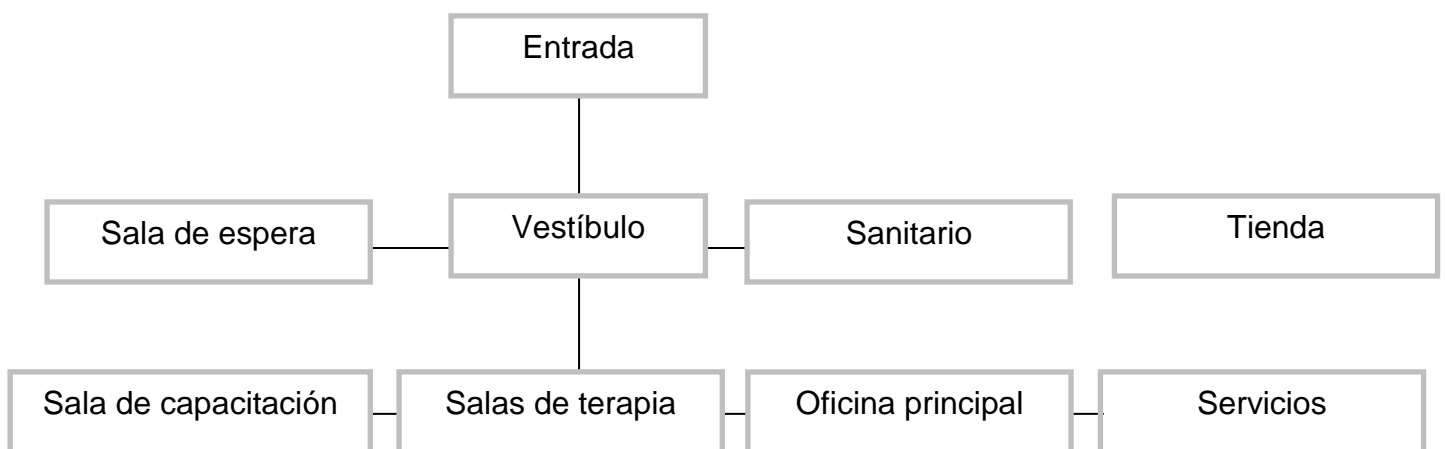 Entrada
Sala de espera
Vestíbulo
Sanitario
Tienda
Sala de capacitación
Salas de terapia
Oficina principal
Servicios